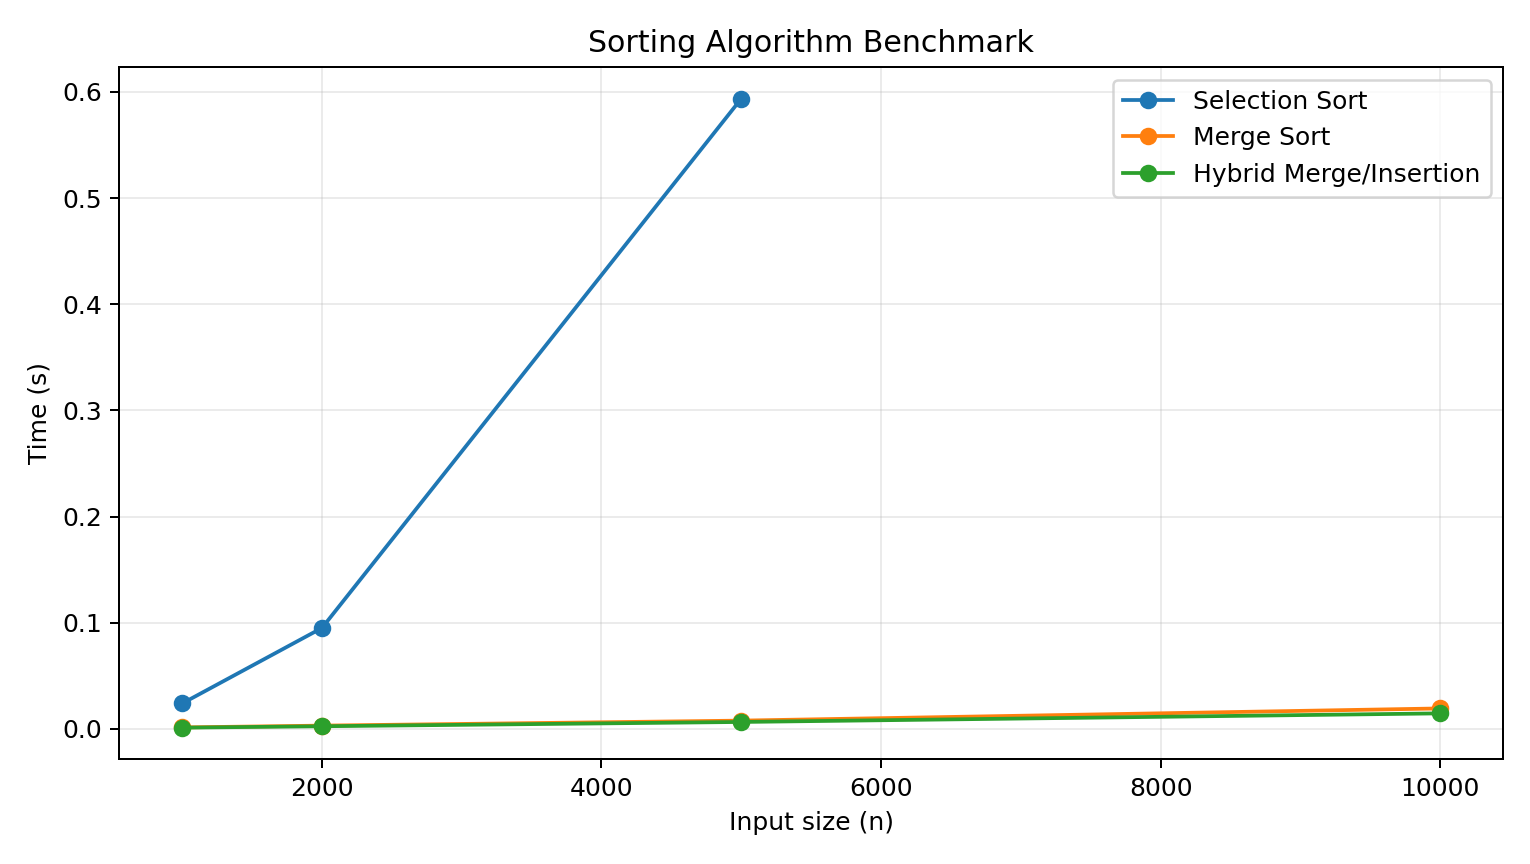 Sorting Algorithm Benchmark
Selection Sort
Merge Sort
Hybrid Merge/Insertion
Time (s)
0.6
0.5
0.4
0.3
0.2
0.1
0.0
2000 4000 6000 8000 10000
Input size (n)